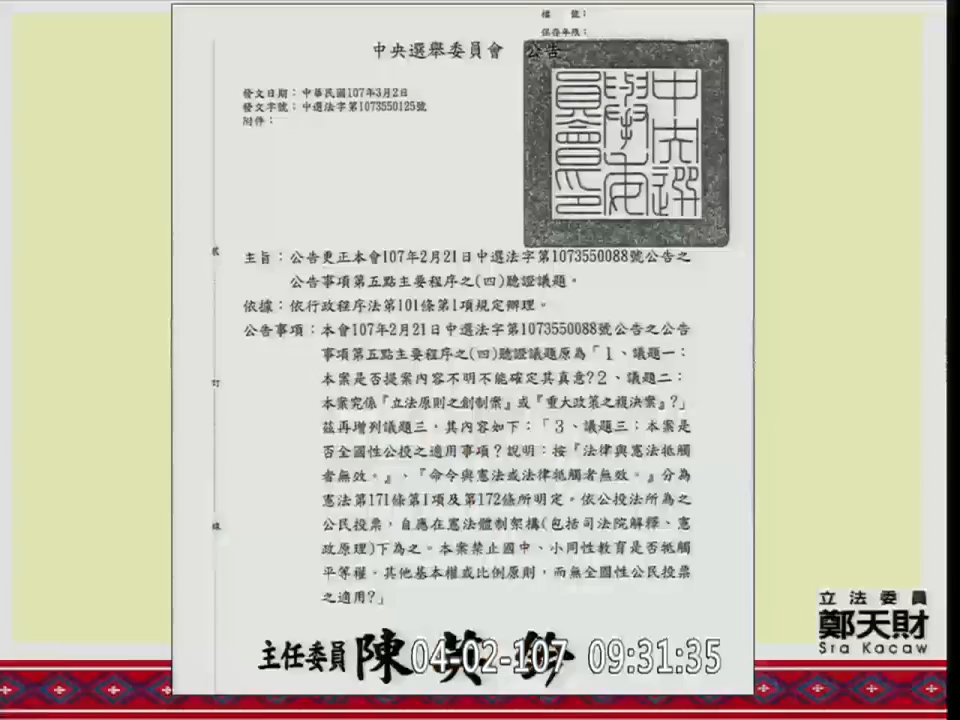 檔　號：
保存年限：
中央選舉委員會　公告
發文日期：中華民國107年3月2日
發文字號：中選法字第1073550125號
附件：
中央選
舉委
員會印
主旨：公告更正本會107年2月21日中選法字第1073550088號公告之
公告事項第五點主要程序之(四)聽證議題。
依據：依行政程序法第101條第1項規定辦理。
公告事項：本會107年2月21日中選法字第1073550088號公告之公告
事項第五點主要程序之(四)聽證議題原為「1、議題一：
本案是否提案內容不明不能確定其真意?2、議題二：
本案究係『立法原則之創制案』或『重大政策之複決案』?」
茲再增列議題三，其內容如下：「3、議題三：本案是
否全國性公投之適用事項？說明：按『法律與憲法牴觸
者無效。』、『命令與憲法或法律牴觸者無效。』分為
憲法第171條第1項及第172條所明定。依公投法所為之
公民投票，自應在憲法體制架構(包括司法院解釋、憲
政原理)下為之。本案禁止國中、小同性教育是否牴觸
平等權、其他基本權或比例原則，而無全國性公民投票
之適用?」
訂
線
主任委員 陳英鈐
04-02-107 09:31:35
立法委員
鄭天財
Sra Kacaw